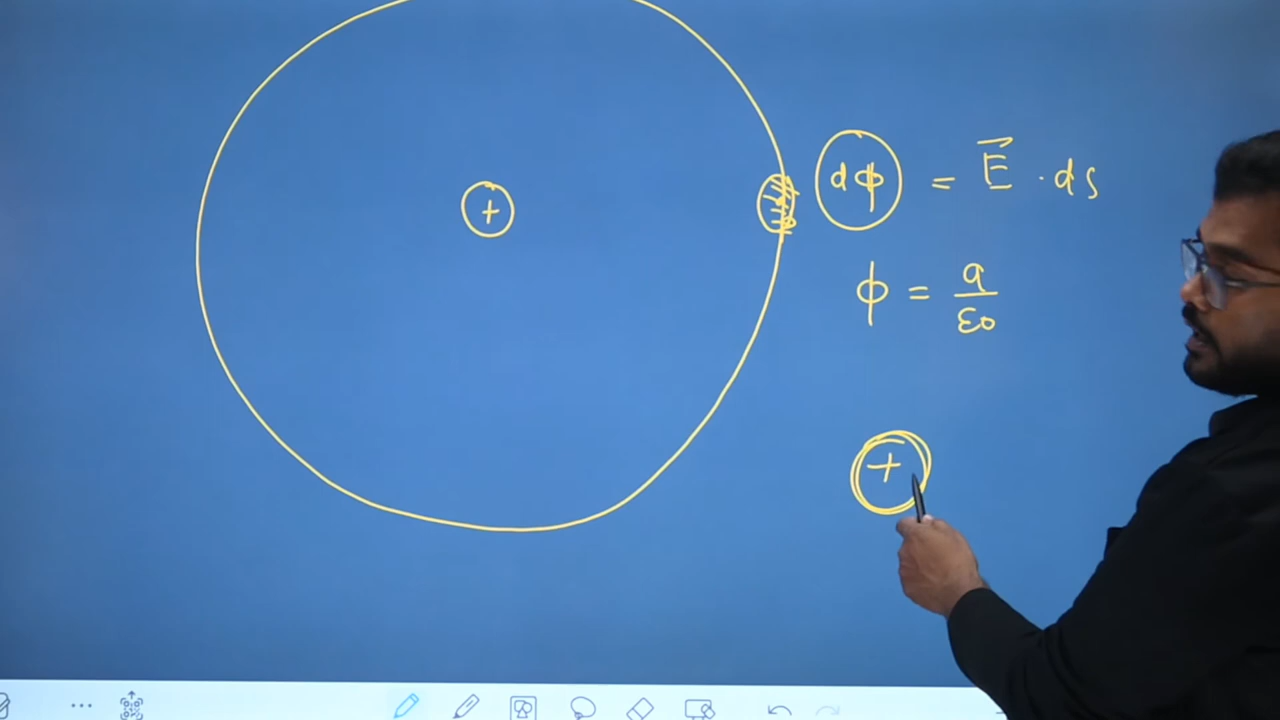 +
dϕ = E⃗ · ds
ϕ = q/ε₀
+